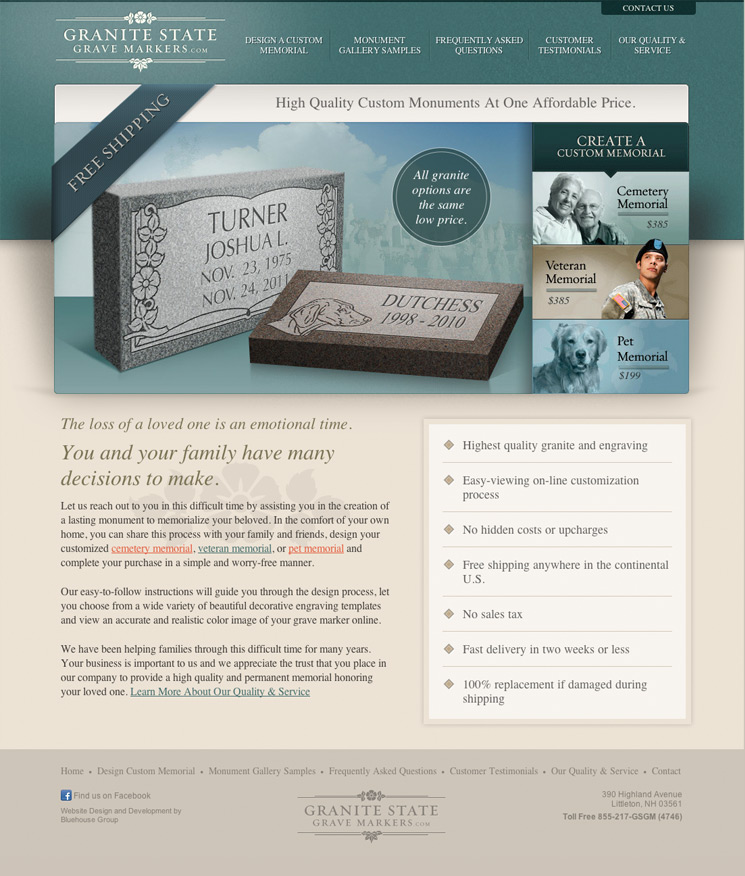 CONTACT US
GRANITE STATE
GRAVE MARKERS.COM
DESIGN A CUSTOM
MEMORIAL
MONUMENT
GALLERY SAMPLES
FREQUENTLY ASKED
QUESTIONS
CUSTOMER
TESTIMONIALS
OUR QUALITY &
SERVICE
FREE SHIPPING
High Quality Custom Monuments At One Affordable Price.
TURNER
JOSHUA L.
NOV. 23, 1975
NOV. 24, 2011
DUTCHESS
1998 - 2010
All granite
options are
the same
low price.
CREATE A
CUSTOM MEMORIAL
Cemetery
Memorial
$385
Veteran
Memorial
$385
Pet
Memorial
$199
The loss of a loved one is an emotional time.
You and your family have many
decisions to make.
Let us reach out to you in this difficult time by assisting you in the creation of
a lasting monument to memorialize your beloved. In the comfort of your own
home, you can share this process with your family and friends, design your
customized cemetery memorial, veteran memorial, or pet memorial and
complete your purchase in a simple and worry-free manner.
Our easy-to-follow instructions will guide you through the design process, let
you choose from a wide variety of beautiful decorative engraving templates
and view an accurate and realistic color image of your grave marker online.
We have been helping families through this difficult time for many years.
Your business is important to us and we appreciate the trust that you place in
our company to provide a high quality and permanent memorial honoring
your loved one. Learn More About Our Quality & Service
Highest quality granite and engraving
Easy-viewing on-line customization
process
No hidden costs or upcharges
Free shipping anywhere in the continental
U.S.
No sales tax
Fast delivery in two weeks or less
100% replacement if damaged during
shipping
Home • Design Custom Memorial • Monument Gallery Samples • Frequently Asked Questions • Customer Testimonials • Our Quality & Service • Contact
Find us on Facebook
Website Design and Development by
Bluehouse Group
GRANITE STATE
GRAVE MARKERS.COM
390 Highland Avenue
Littleton, NH 03561
Toll Free 855-217-GSGM (4746)